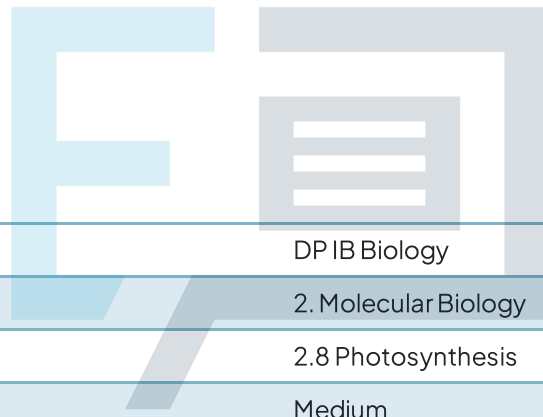 DP IB Biology
2. Molecular Biology
2.8 Photosynthesis
Medium